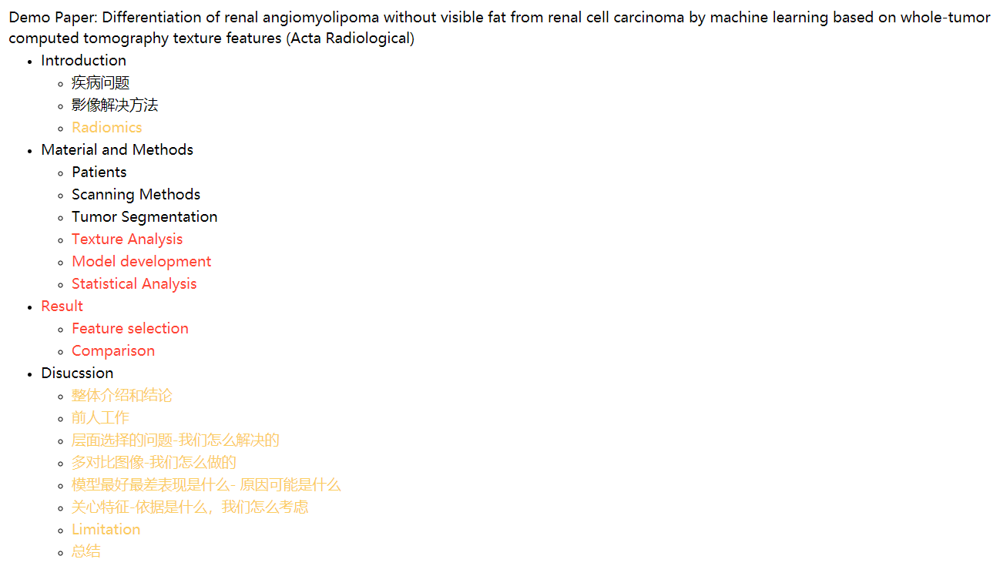 Demo Paper: Differentiation of renal angiomyolipoma without visible fat from renal cell carcinoma by machine learning based on whole-tumor
computed tomography texture features (Acta Radiological)
Introduction
疾病问题
影像解决方法
Radiomics
Material and Methods
Patients
Scanning Methods
Tumor Segmentation
Texture Analysis
Model development
Statistical Analysis
Result
Feature selection
Comparison
Disucssion
整体介绍和结论
前人工作
层面选择的问题-我们怎么解决的
多对比图像-我们怎么做的
模型最好最差表现是什么- 原因可能是什么
关心特征-依据是什么，我们怎么考虑
Limitation
总结